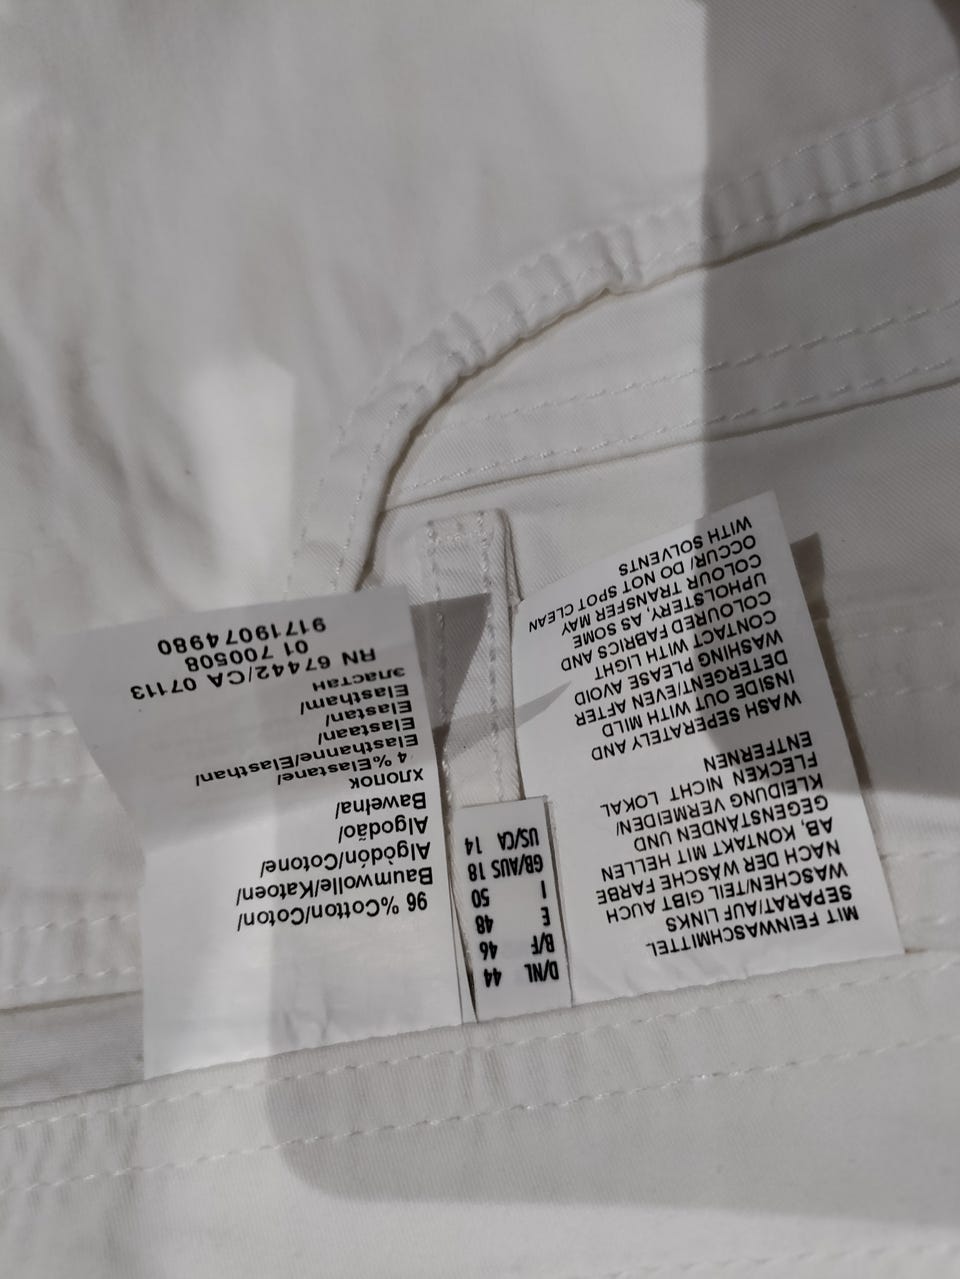 96 % Cotton/Coton/
Baumwolle/Katoen/
Algodón/Cotone/
Algodão/
Bawełna/
хлопок
4 %Elastane/
Elasthanne/Elasthan/
Elastaan/
Elastan/
Elastham/
эластан
RN 67442/CA 07113
01 700508
91719074980
D/NL 44
B/F 46
E 48
I 50
GB/AUS 18
US/CA 14
MIT FEINWASCHMITTEL
SEPARAT/AUF LINKS
WASCHEN/TEIL GIBT AUCH
NACH DER WÄSCHE FARBE
AB, KONTAKT MIT HELLEN
GEGENSTÄNDEN UND
KLEIDUNG VERMEIDEN/
FLECKEN NICHT LOKAL
ENTFERNEN
WASH SEPERATELY AND
INSIDE OUT WITH MILD
DETERGENT/EVEN AFTER
WASHING PLEASE AVOID
CONTACT WITH LIGHT
COLOURED FABRICS AND
UPHOLSTERY, AS SOME
COLOUR TRANSFER MAY
OCCUR/ DO NOT SPOT CLEAN
WITH SOLVENTS